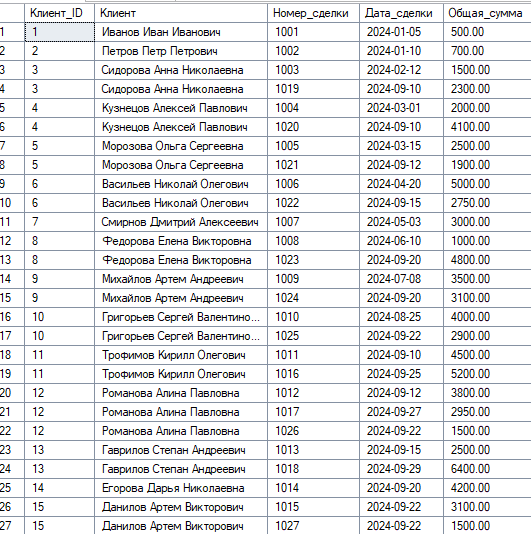 Клиент_ID Клиент Номер_сделки Дата_сделки Общая_сумма
1 1 Иванов Иван Иванович 1001 2024-01-05 500.00
2 2 Петров Петр Петрович 1002 2024-01-10 700.00
3 3 Сидорова Анна Николаевна 1003 2024-02-12 1500.00
4 3 Сидорова Анна Николаевна 1019 2024-09-10 2300.00
5 4 Кузнецов Алексей Павлович 1004 2024-03-01 2000.00
6 4 Кузнецов Алексей Павлович 1020 2024-09-10 4100.00
7 5 Морозова Ольга Сергеевна 1005 2024-03-15 2500.00
8 5 Морозова Ольга Сергеевна 1021 2024-09-12 1900.00
9 6 Васильев Николай Олегович 1006 2024-04-20 5000.00
10 6 Васильев Николай Олегович 1022 2024-09-15 2750.00
11 7 Смирнов Дмитрий Алексеевич 1007 2024-05-03 3000.00
12 8 Федорова Елена Викторовна 1008 2024-06-10 1000.00
13 8 Федорова Елена Викторовна 1023 2024-09-20 4800.00
14 9 Михайлов Артем Андреевич 1009 2024-07-08 3500.00
15 9 Михайлов Артем Андреевич 1024 2024-09-20 3100.00
16 10 Григорьев Сергей Валентино... 1010 2024-08-25 4000.00
17 10 Григорьев Сергей Валентино... 1025 2024-09-22 2900.00
18 11 Трофимов Кирилл Олегович 1011 2024-09-10 4500.00
19 11 Трофимов Кирилл Олегович 1016 2024-09-25 5200.00
20 12 Романова Алина Павловна 1012 2024-09-12 3800.00
21 12 Романова Алина Павловна 1017 2024-09-27 2950.00
22 12 Романова Алина Павловна 1026 2024-09-22 1500.00
23 13 Гаврилов Степан Андреевич 1013 2024-09-15 2500.00
24 13 Гаврилов Степан Андреевич 1018 2024-09-29 6400.00
25 14 Егорова Дарья Николаевна 1014 2024-09-20 4200.00
26 15 Данилов Артем Викторович 1015 2024-09-22 3100.00
27 15 Данилов Артем Викторович 1027 2024-09-22 1500.00